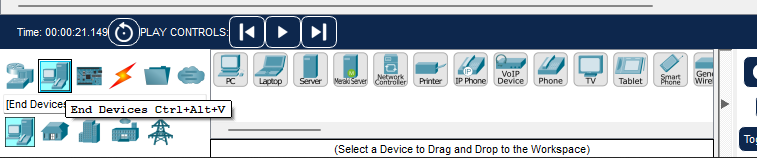 Time: 00:00:21.149
PLAY CONTROLS:
PC
Laptop
Server
Meraki Server
Network
Controller
Printer
IP Phone
VoIP
Device
Phone
TV
Tablet
Smart
Phone
[End Devices
End Devices Ctrl+Alt+V
(Select a Device to Drag and Drop to the Workspace)